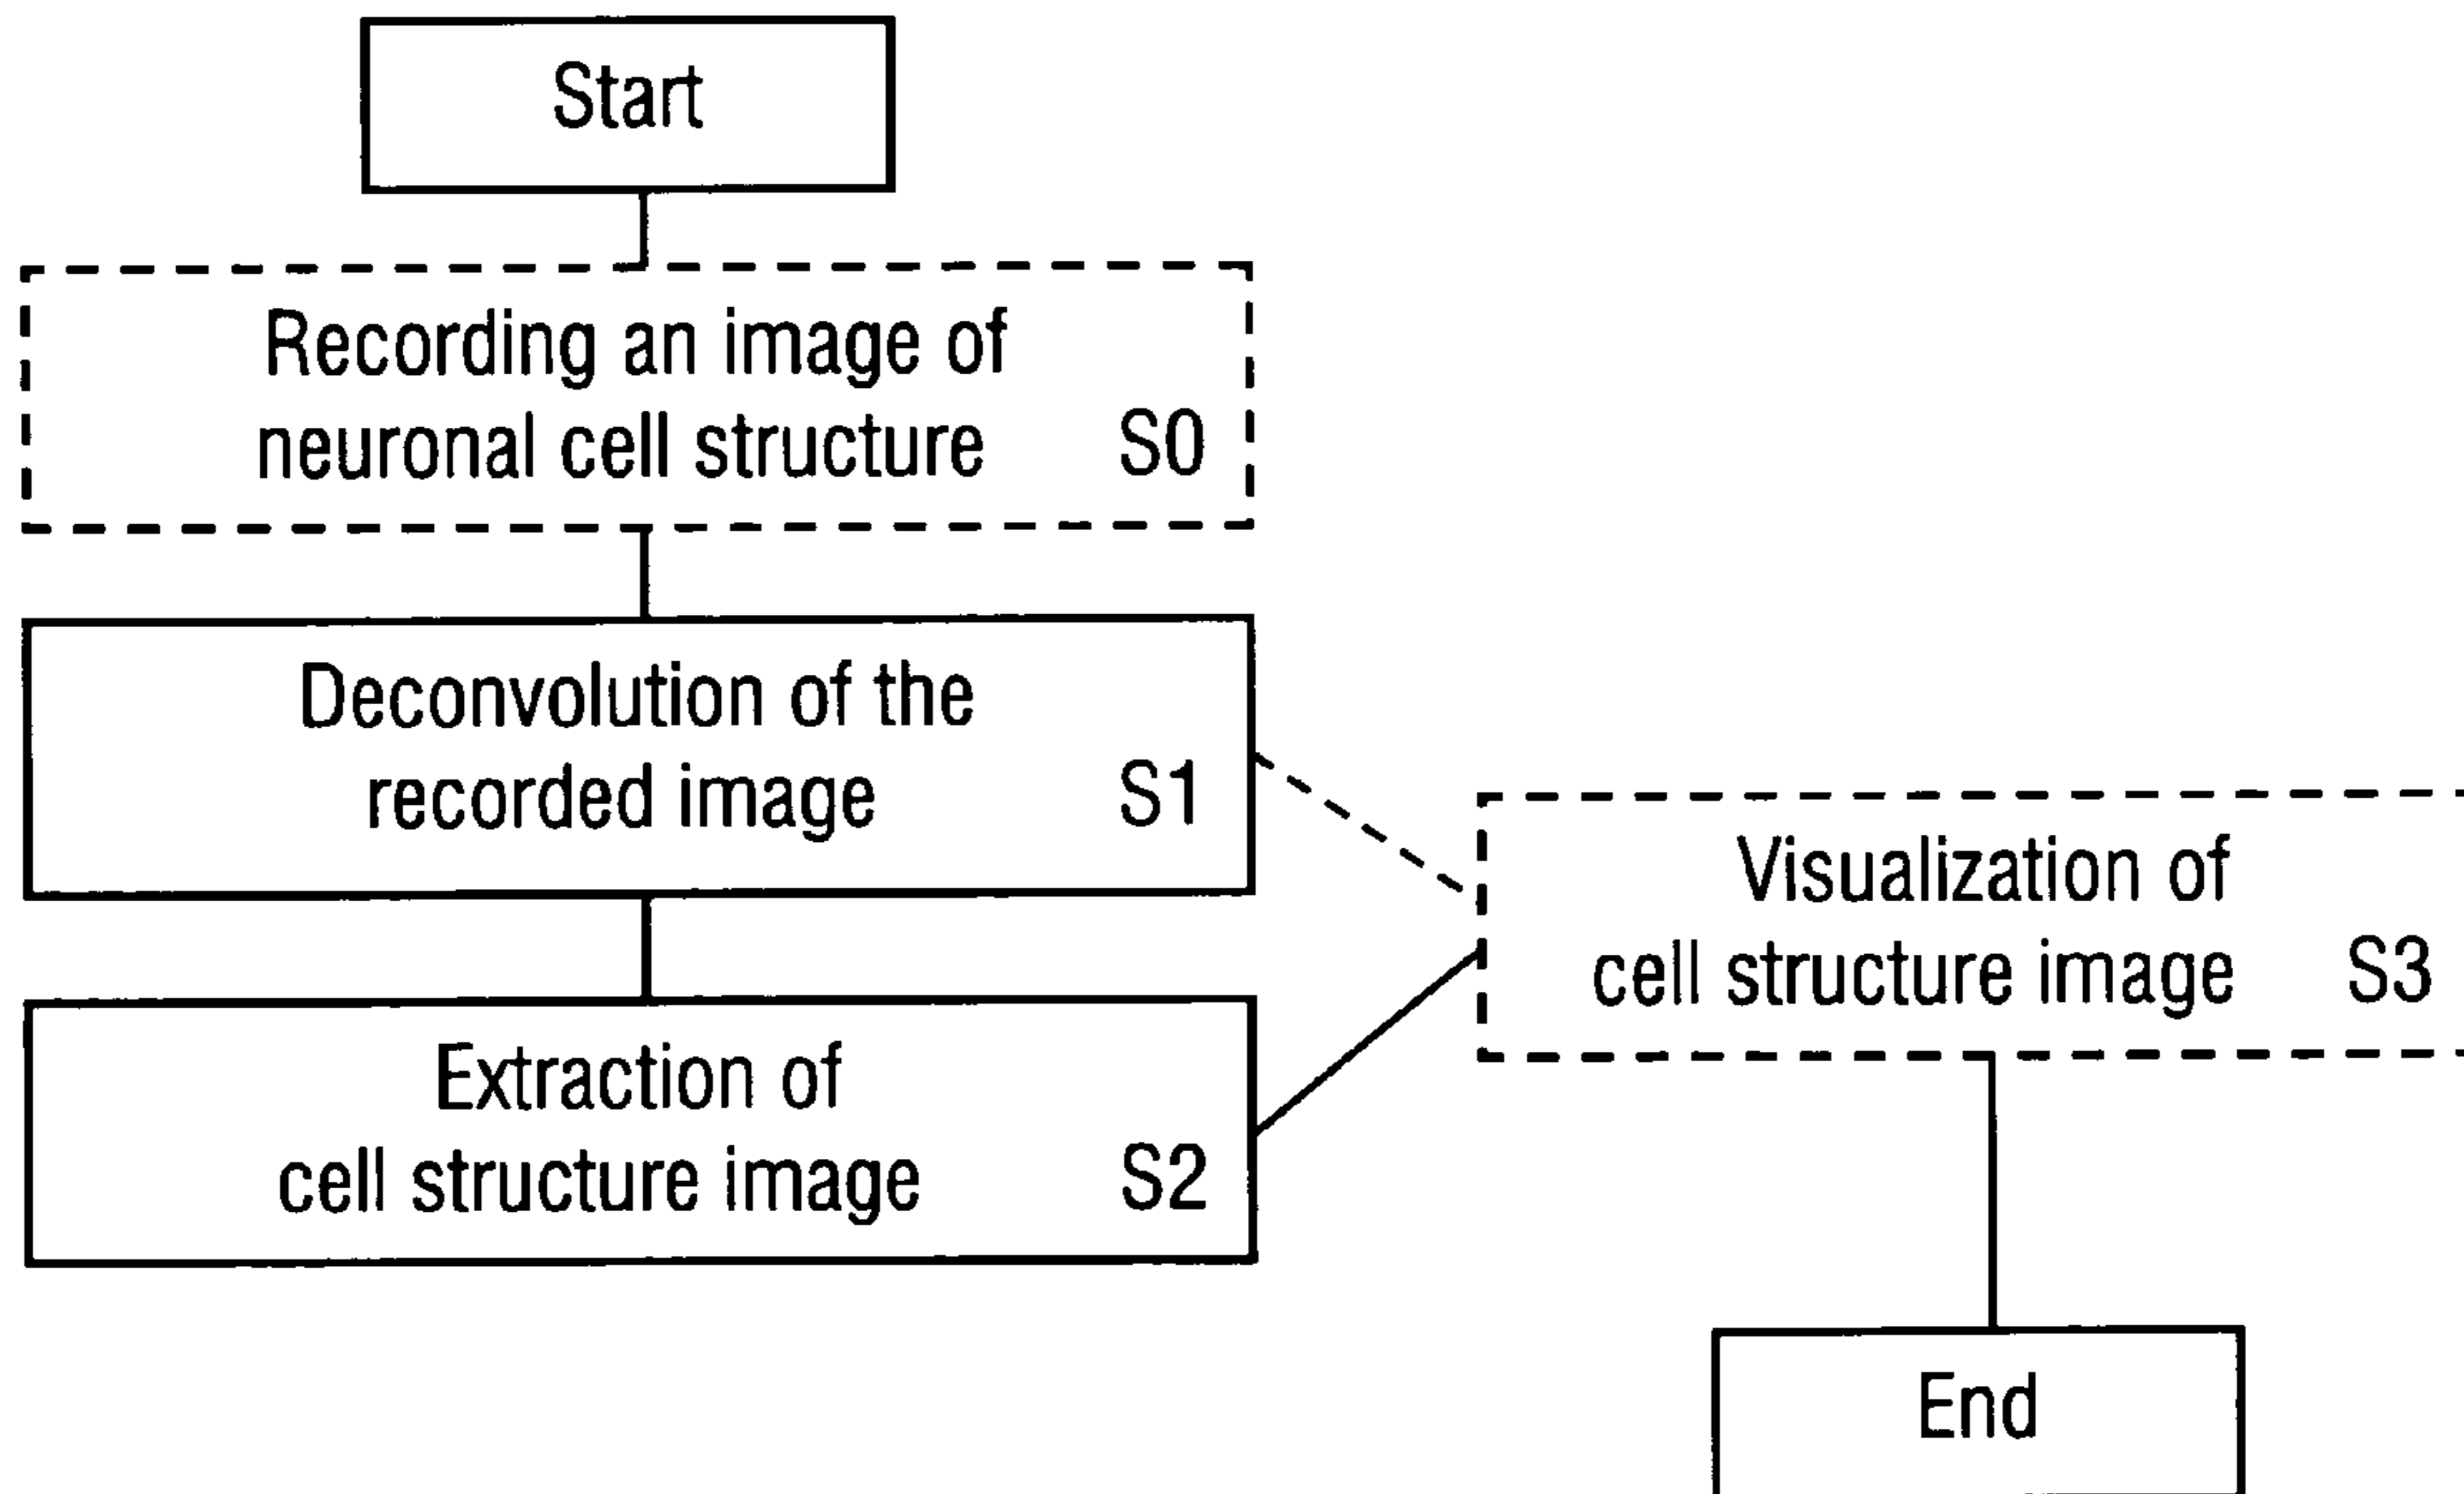 Start
Recording an image of
neuronal cell structure S0
Deconvolution of the
recorded image S1
Extraction of
cell structure image S2
Visualization of
cell structure image S3
End